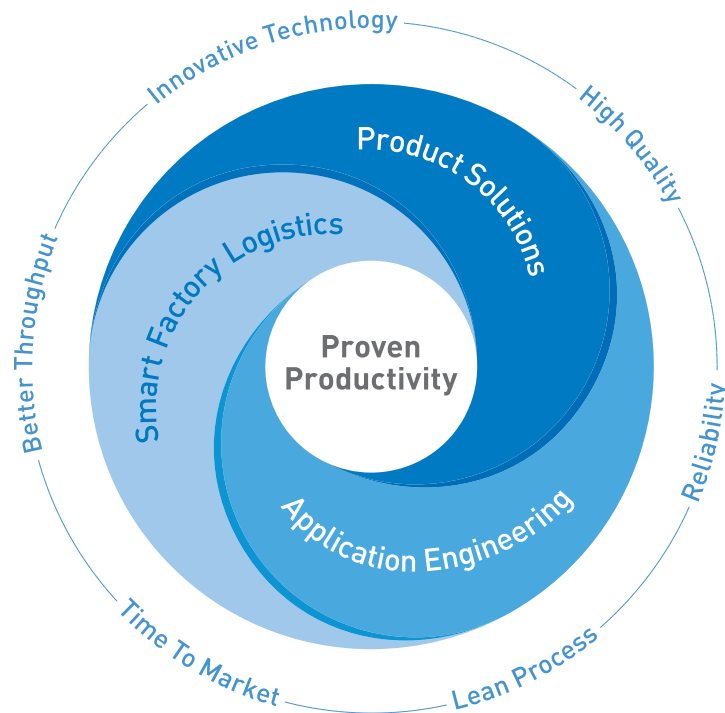 Innovative Technology
High Quality
Reliability
Lean Process
Time To Market
Better Throughput
Product Solutions
Application Engineering
Smart Factory Logistics
Proven
Productivity